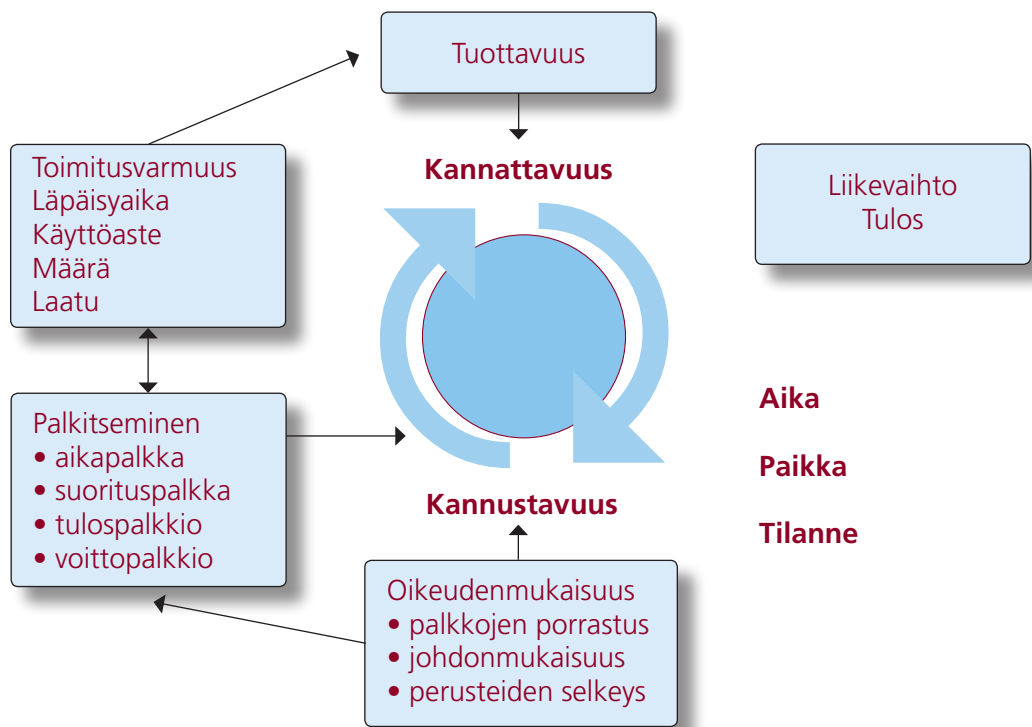 Tuottavuus
Kannattavuus
Toimitusvarmuus
Läpäisyaika
Käyttöaste
Määrä
Laatu
Liikevaihto
Tulos
Palkitseminen
• aikapalkka
• suorituspalkka
• tulospalkkio
• voittopalkkio
Kannustavuus
Aika
Paikka
Tilanne
Oikeudenmukaisuus
• palkkojen porrastus
• johdonmukaisuus
• perusteiden selkeys